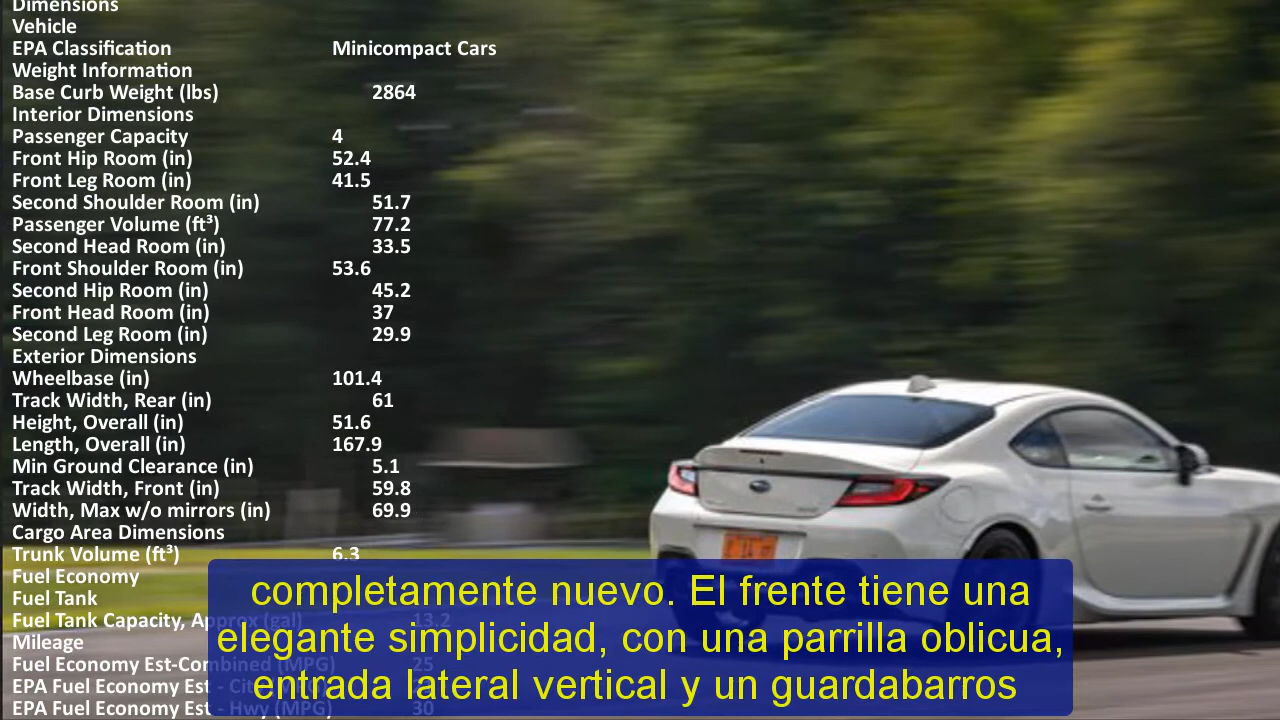 Dimensions
Vehicle
EPA Classification Minicompact Cars
Weight Information
Base Curb Weight (lbs) 2864
Interior Dimensions
Passenger Capacity 4
Front Hip Room (in) 52.4
Front Leg Room (in) 41.5
Second Shoulder Room (in) 51.7
Passenger Volume (ft³) 77.2
Second Head Room (in) 33.5
Front Shoulder Room (in) 53.6
Second Hip Room (in) 45.2
Front Head Room (in) 37
Second Leg Room (in) 29.9
Exterior Dimensions
Wheelbase (in) 101.4
Track Width, Rear (in) 61
Height, Overall (in) 51.6
Length, Overall (in) 167.9
Min Ground Clearance (in) 5.1
Track Width, Front (in) 59.8
Width, Max w/o mirrors (in) 69.9
Cargo Area Dimensions
Trunk Volume (ft³) 6.3
Fuel Economy
Fuel Tank
Fuel Tank Capacity, Approx (gal) 13.2
Mileage
Fuel Economy Est-Combined (MPG) 25
EPA Fuel Economy Est - City (MPG)
EPA Fuel Economy Est - Hwy (MPG) 30
completamente nuevo. El frente tiene una
elegante simplicidad, con una parrilla oblicua,
entrada lateral vertical y un guardabarros